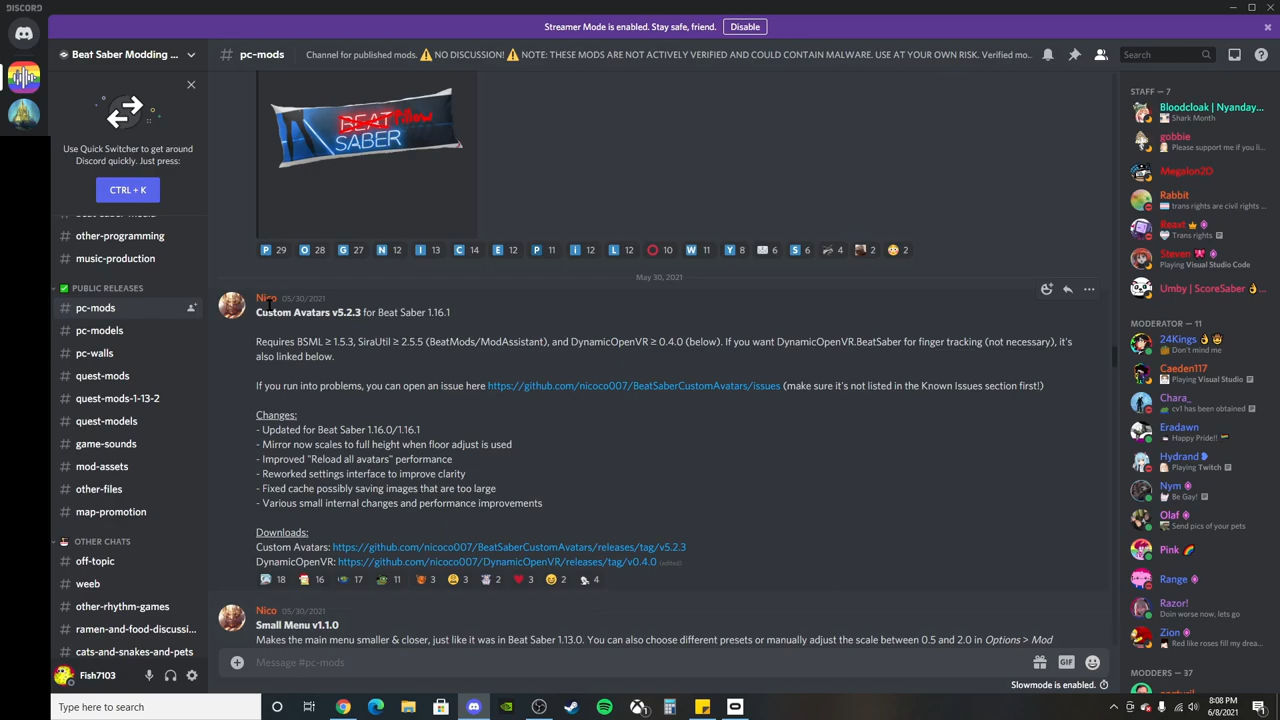 DISCORD
Streamer Mode is enabled. Stay safe, friend. Disable
Beat Saber Modding ...
# pc-mods Channel for published mods. ⚠ NO DISCUSSION! ⚠ NOTE: THESE MODS ARE NOT ACTIVELY VERIFIED AND COULD CONTAIN MALWARE. USE AT YOUR OWN RISK. Verified mo...
Search
Use Quick Switcher to get around
Discord quickly. Just press:
CTRL + K
beat-saber-media
# other-programming
# music-production
PUBLIC RELEASES
# pc-mods
# pc-models
# pc-walls
# quest-mods
# quest-mods-1-13-2
# quest-models
# game-sounds
# mod-assets
# other-files
# map-promotion
OTHER CHATS
# off-topic
# weeb
# other-rhythm-games
# ramen-and-food-discussi...
# cats-and-snakes-and-pets
Fish7103
BEAT Pillow
SABER
P 29 O 28 G 27 N 12 I 13 C 14 E 12 P 11 i 12 L 12 10 W 11 Y 8 6 S 6 4 2 2
May 30, 2021
Nico 05/30/2021
Custom Avatars v5.2.3 for Beat Saber 1.16.1
Requires BSML ≥ 1.5.3, SiraUtil ≥ 2.5.5 (BeatMods/ModAssistant), and DynamicOpenVR ≥ 0.4.0 (below). If you want DynamicOpenVR.BeatSaber for finger tracking (not necessary), it's
also linked below.
If you run into problems, you can open an issue here https://github.com/nicoco007/BeatSaberCustomAvatars/issues (make sure it's not listed in the Known Issues section first!)
Changes:
- Updated for Beat Saber 1.16.0/1.16.1
- Mirror now scales to full height when floor adjust is used
- Improved "Reload all avatars" performance
- Reworked settings interface to improve clarity
- Fixed cache possibly saving images that are too large
- Various small internal changes and performance improvements
Downloads:
Custom Avatars: https://github.com/nicoco007/BeatSaberCustomAvatars/releases/tag/v5.2.3
DynamicOpenVR: https://github.com/nicoco007/DynamicOpenVR/releases/tag/v0.4.0 (edited)
18 16 17 11 3 3 2 3 2 4
Nico 05/30/2021
Small Menu v1.1.0
Makes the main menu smaller & closer, just like it was in Beat Saber 1.13.0. You can also choose different presets or manually adjust the scale between 0.5 and 2.0 in Options > Mod
Message #pc-mods
GIF
Slowmode is enabled.
STAFF — 7
Bloodcloak | Nyanday...
Shark Month
gobbie
Please support me if you li...
Megalon2D
Rabbit
trans rights are civil rights ...
Reaxt
Trans rights
Steven
Playing Visual Studio Code
Umby | ScoreSaber
MODERATOR — 11
24Kings
Don't mind me
Caeden117
Playing Visual Studio
Chara_
cv1 has been obtained
Eradawn
Happy Pride!!
Hydrand
Playing Twitch
Nym
Be Gay!
Olaf
Send pics of your pets
Pink
Range
Razor!
Doin worse now, lets go
Zion
Red like roses fill my drea...
MODDERS — 37
Type here to search
8:08 PM
6/8/2021